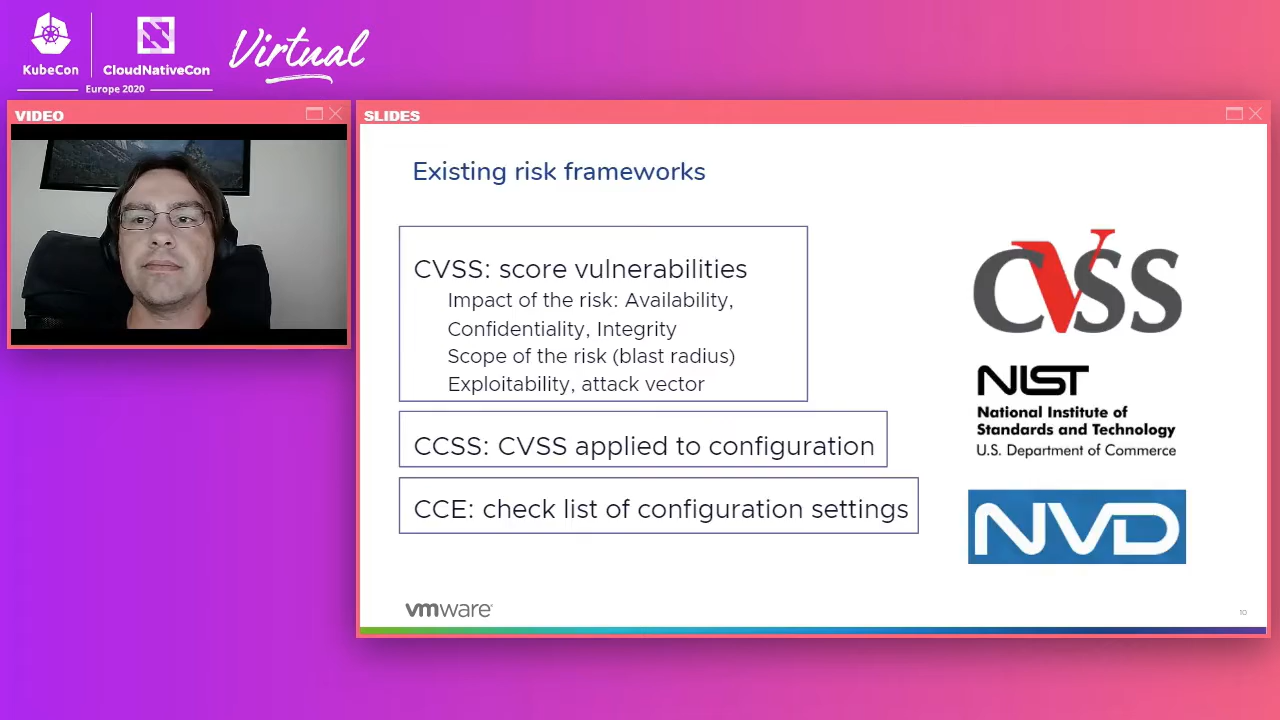 KubeCon
CloudNativeCon
Virtual
Europe 2020
VIDEO
SLIDES
Existing risk frameworks
CVSS: score vulnerabilities
Impact of the risk: Availability,
Confidentiality, Integrity
Scope of the risk (blast radius)
Exploitability, attack vector
CCSS: CVSS applied to configuration
CCE: check list of configuration settings
CVSS
NIST
National Institute of
Standards and Technology
U.S. Department of Commerce
NVD
vmware
10